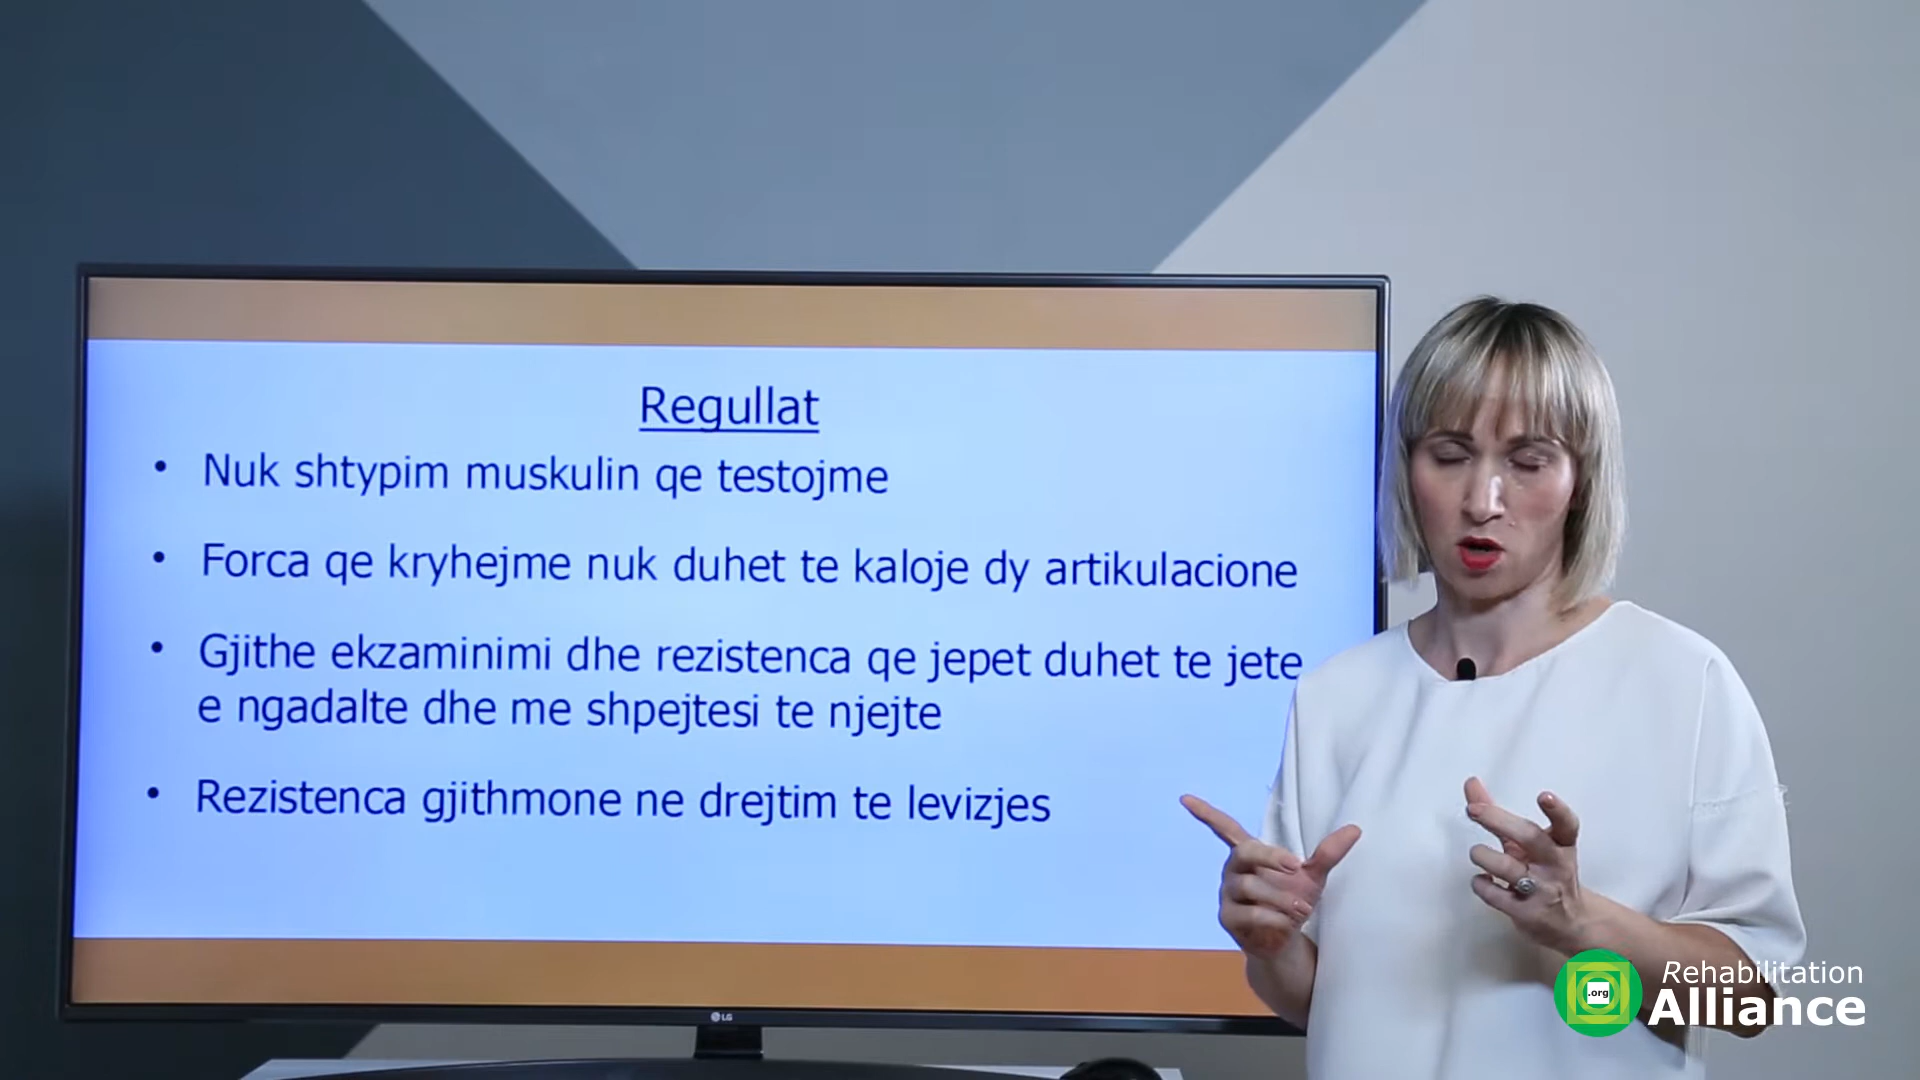 Regullat
• Nuk shtypim muskulin qe testojme
• Forca qe kryhejme nuk duhet te kaloje dy artikulacione
• Gjithe ekzaminimi dhe rezistenca qe jepet duhet te jete
e ngadalte dhe me shpejtesi te njejte
• Rezistenca gjithmone ne drejtim te levizjes
LG
.org
Rehabilitation
Alliance